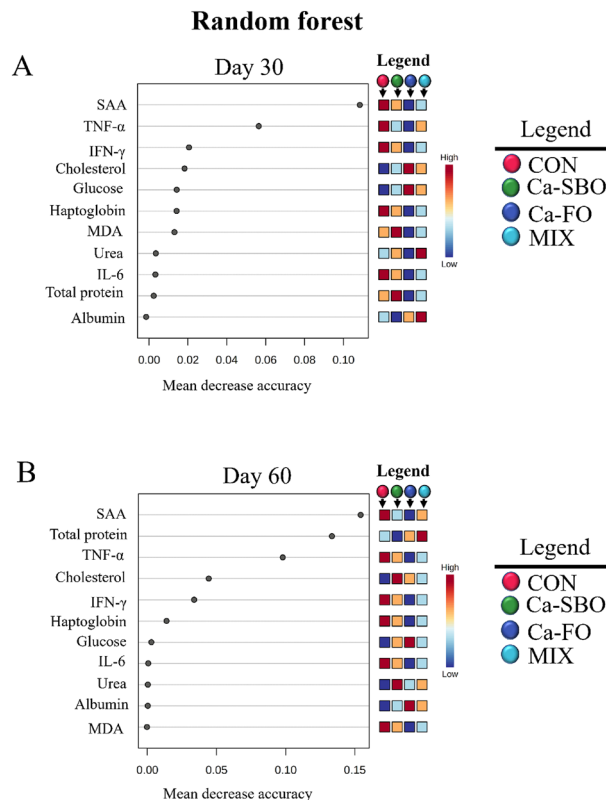 Random forest
A
Day 30
Legend
SAA
TNF-α
IFN-γ
Cholesterol
Glucose
Haptoglobin
MDA
Urea
IL-6
Total protein
Albumin
High
Low
0.00 0.02 0.04 0.06 0.08 0.10
Mean decrease accuracy
Legend
CON
Ca-SBO
Ca-FO
MIX
B
Day 60
Legend
SAA
Total protein
TNF-α
Cholesterol
IFN-γ
Haptoglobin
Glucose
IL-6
Urea
Albumin
MDA
High
Low
0.00 0.05 0.10 0.15
Mean decrease accuracy
Legend
CON
Ca-SBO
Ca-FO
MIX